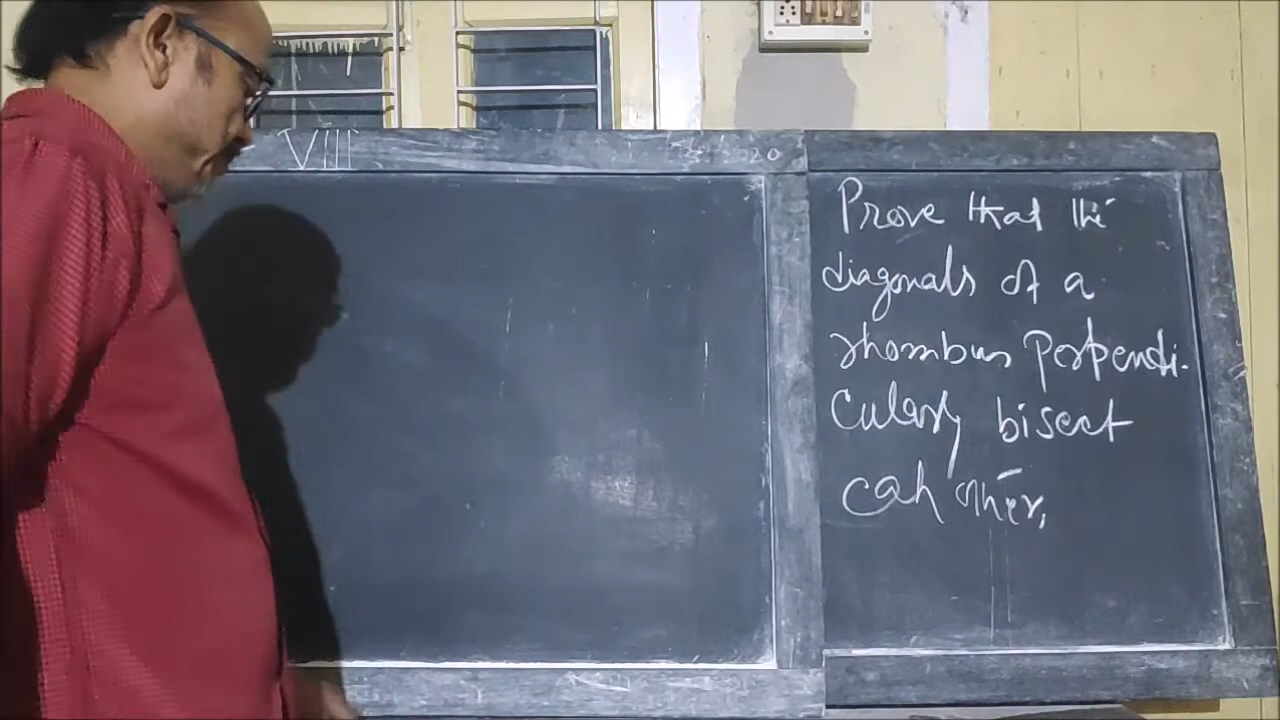 VIII
20
Prove that the
diagonals of a
rhombus perpendi-
cularly bisect
each other.